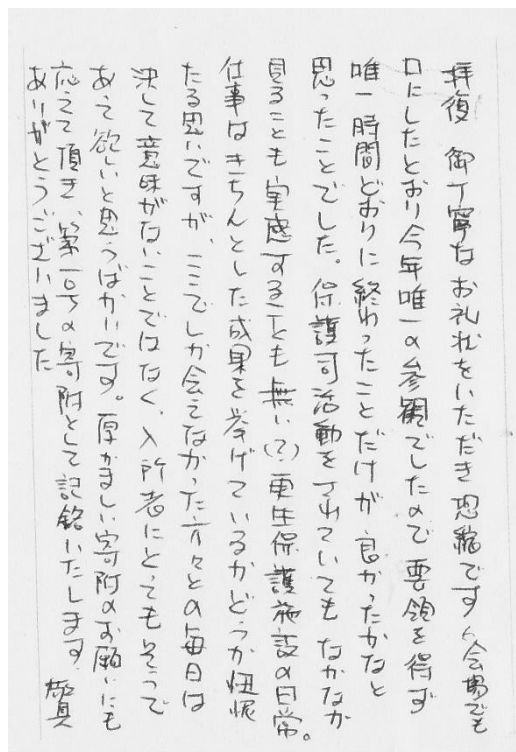 拝復 御丁寧なお礼状をいただき恐縮です。会場でも
口にしたとおり今年唯一の参観でしたので要領を得ず
唯一時間どおりに終わったことだけが良かったかなと
思ったことでした。保護司活動をされていてもなかなか
見ることも実感することも無い(?)更生保護施設の日常。
仕事はきちんとした成果を挙げているかどうか忸怩
たる思いですが、ここでしか会えなかった方々との毎日は
決して意味がないことではなく、入所者にとってもそうで
あって欲しいと思うばかりです。厚かましい寄附のお願いにも
応えて頂き、第一号の寄附として記銘いたします。敬具
ありがとうございました